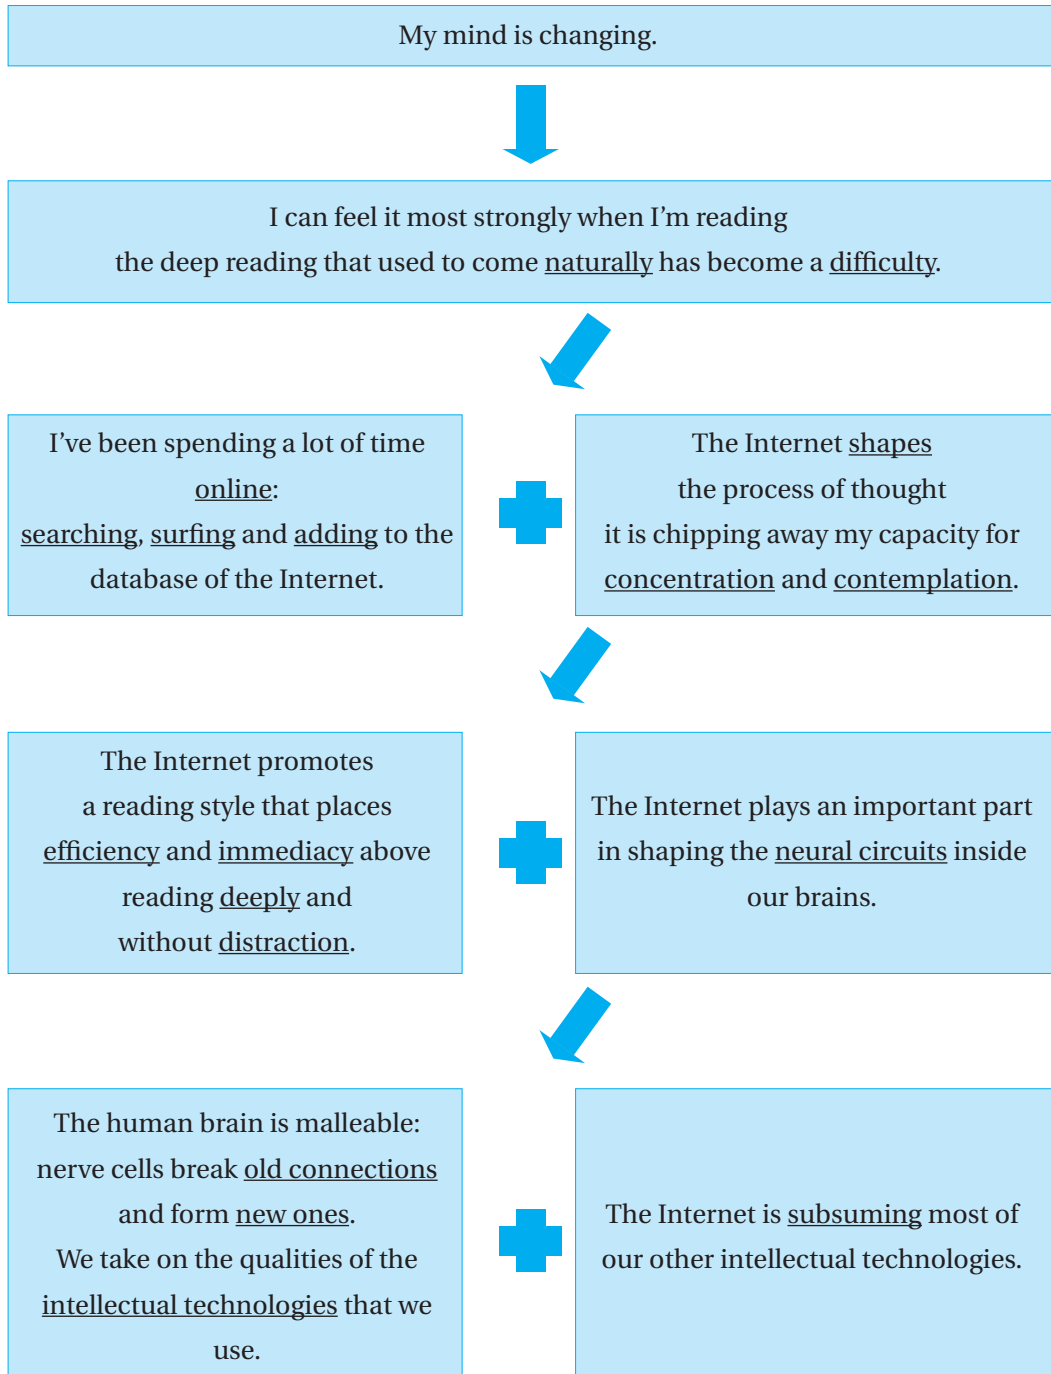 My mind is changing.
I can feel it most strongly when I'm reading
the deep reading that used to come naturally has become a difficulty.
I've been spending a lot of time
online:
searching, surfing and adding to the
database of the Internet.
The Internet shapes
the process of thought
it is chipping away my capacity for
concentration and contemplation.
The Internet promotes
a reading style that places
efficiency and immediacy above
reading deeply and
without distraction.
The Internet plays an important part
in shaping the neural circuits inside
our brains.
The human brain is malleable:
nerve cells break old connections
and form new ones.
We take on the qualities of the
intellectual technologies that we
use.
The Internet is subsuming most of
our other intellectual technologies.